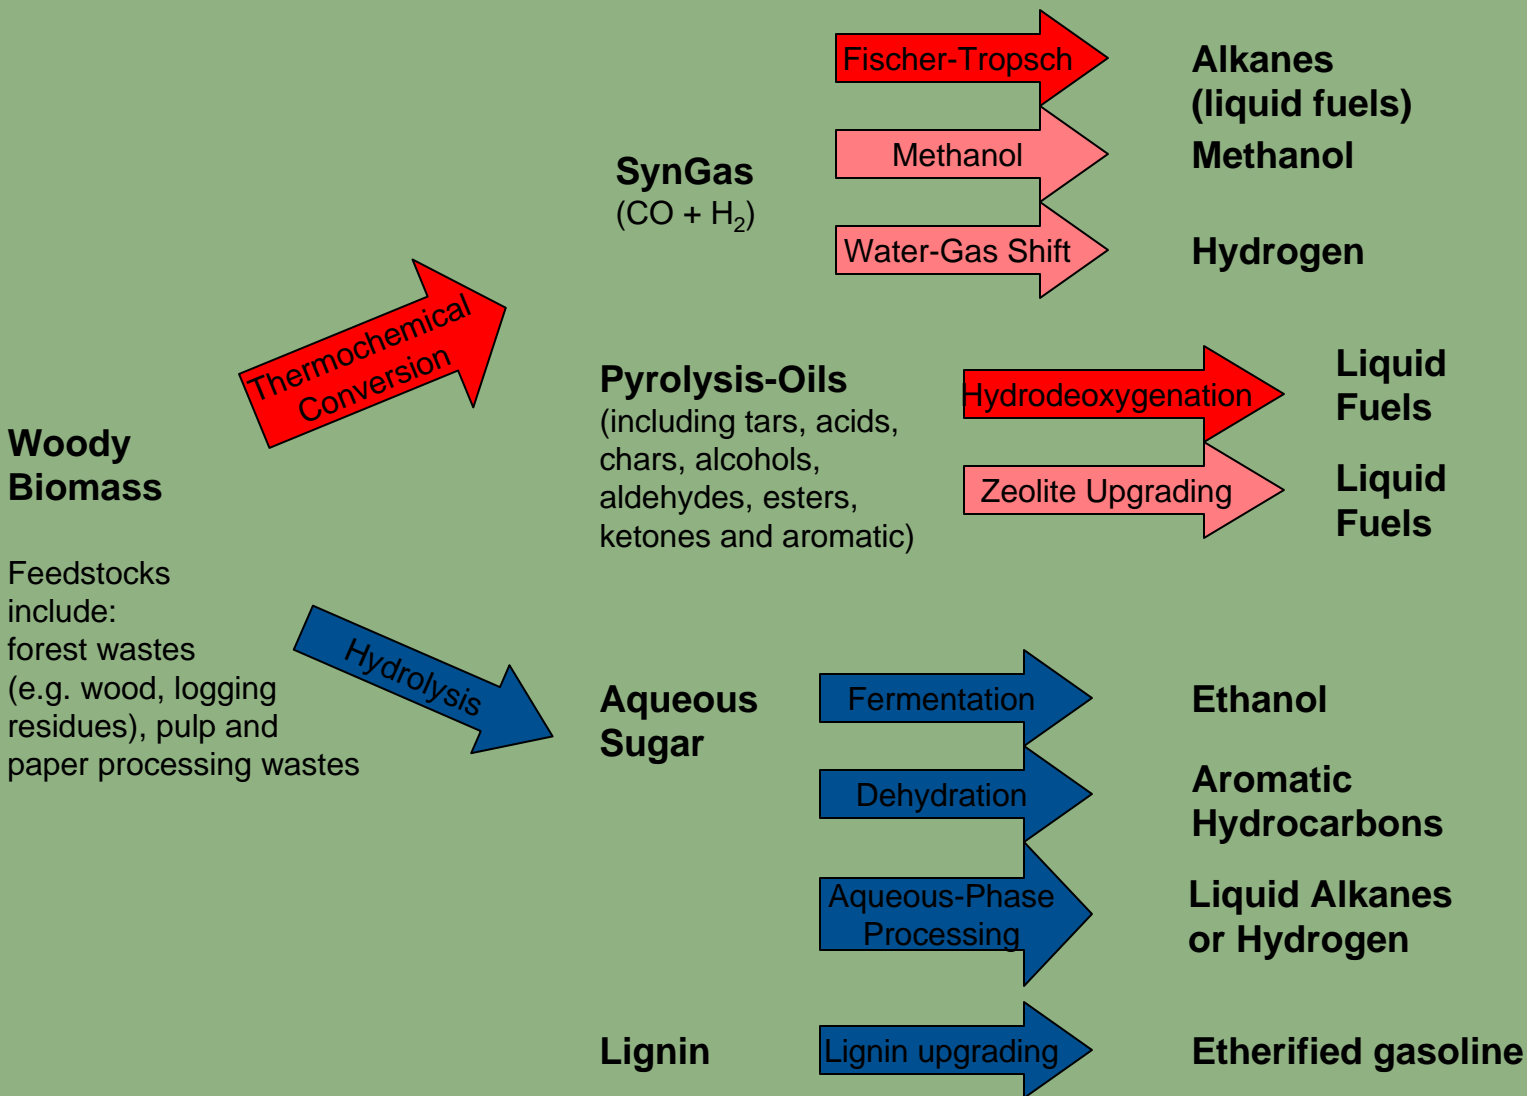 Fischer-Tropsch
Alkanes
(liquid fuels)
Methanol
Methanol
SynGas
(CO + H₂)
Water-Gas Shift
Hydrogen
Thermochemical
Conversion
Pyrolysis-Oils
(including tars, acids,
chars, alcohols,
aldehydes, esters,
ketones and aromatic)
Hydrodeoxygenation
Liquid
Fuels
Zeolite Upgrading
Liquid
Fuels
Woody
Biomass
Feedstocks
include:
forest wastes
(e.g. wood, logging
residues), pulp and
paper processing wastes
Hydrolysis
Aqueous
Sugar
Fermentation
Ethanol
Dehydration
Aromatic
Hydrocarbons
Aqueous-Phase
Processing
Liquid Alkanes
or Hydrogen
Lignin
Lignin upgrading
Etherified gasoline